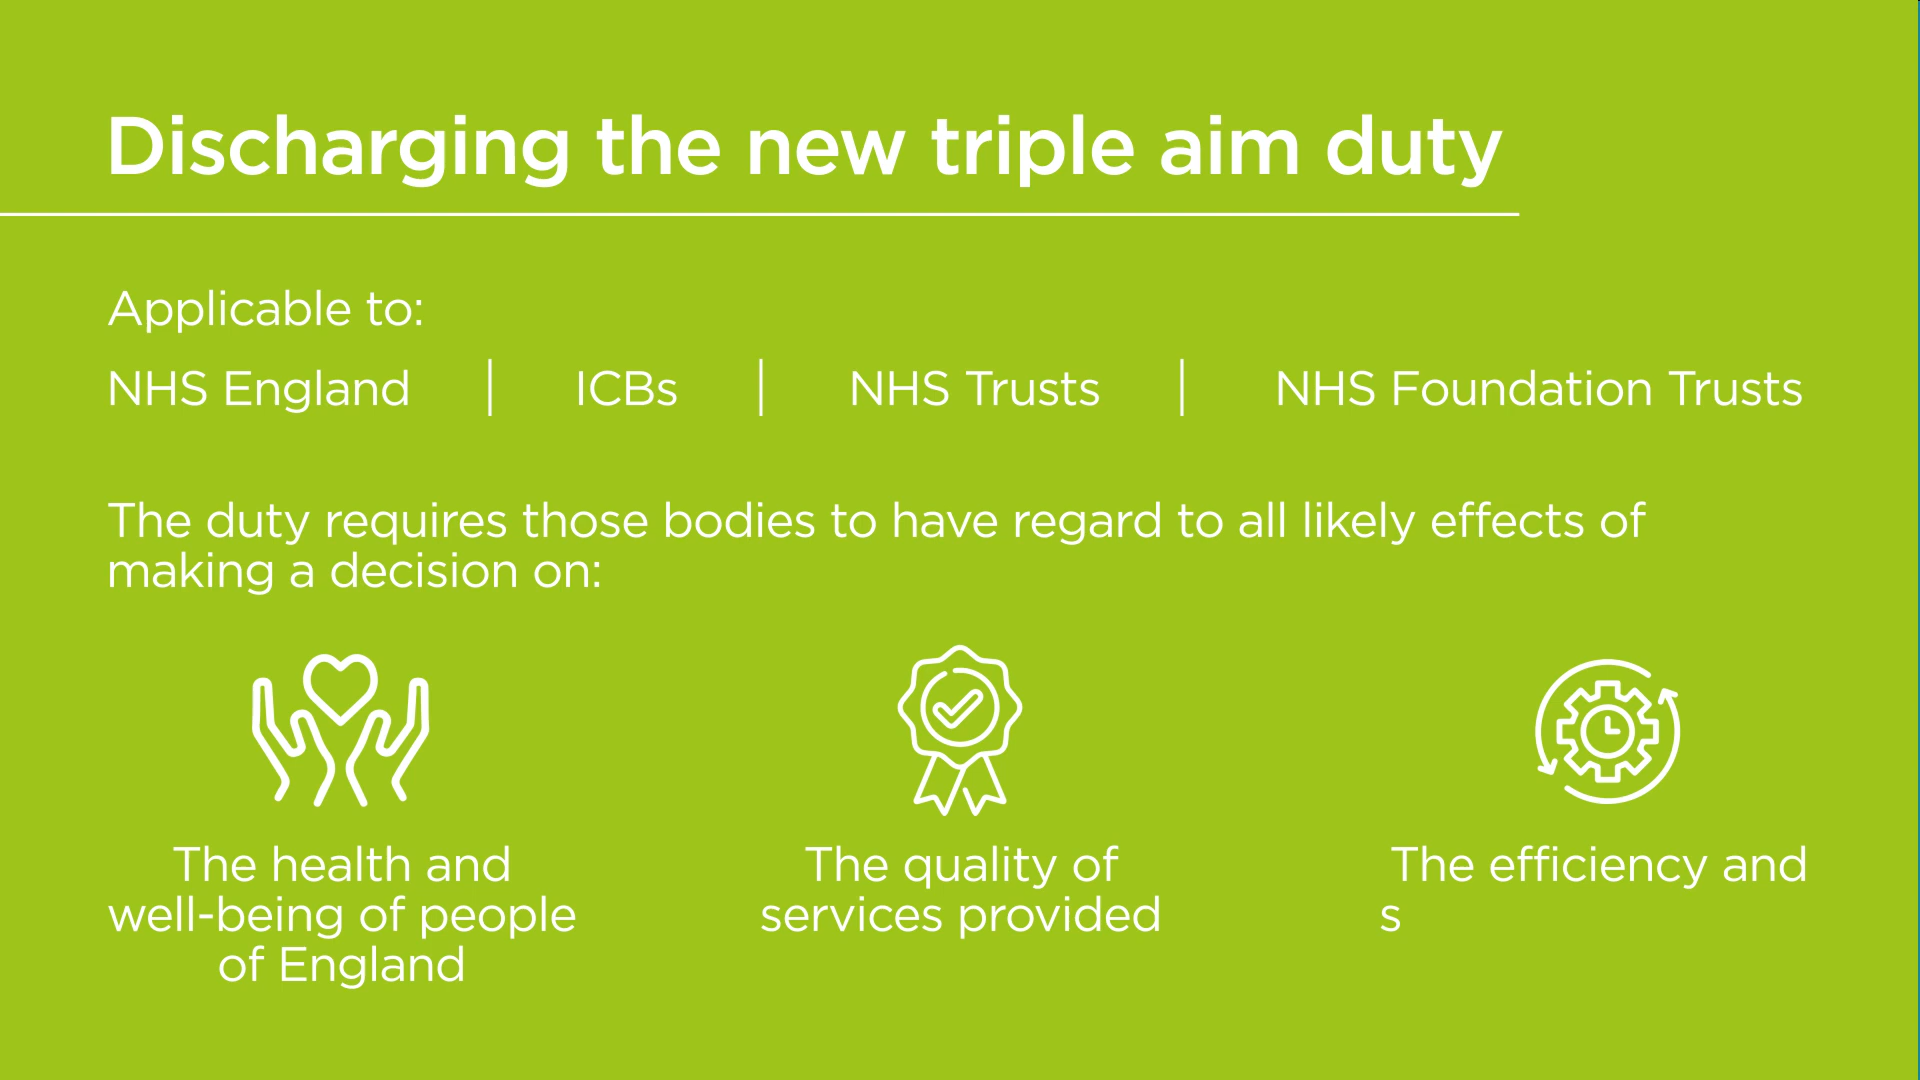 Discharging the new triple aim duty
Applicable to:
NHS England | ICBs | NHS Trusts | NHS Foundation Trusts
The duty requires those bodies to have regard to all likely effects of
making a decision on:
The health and
well-being of people
of England
The quality of
services provided
The efficiency and
s